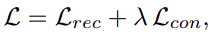 ℒ = ℒ_{rec} + λ ℒ_{con},